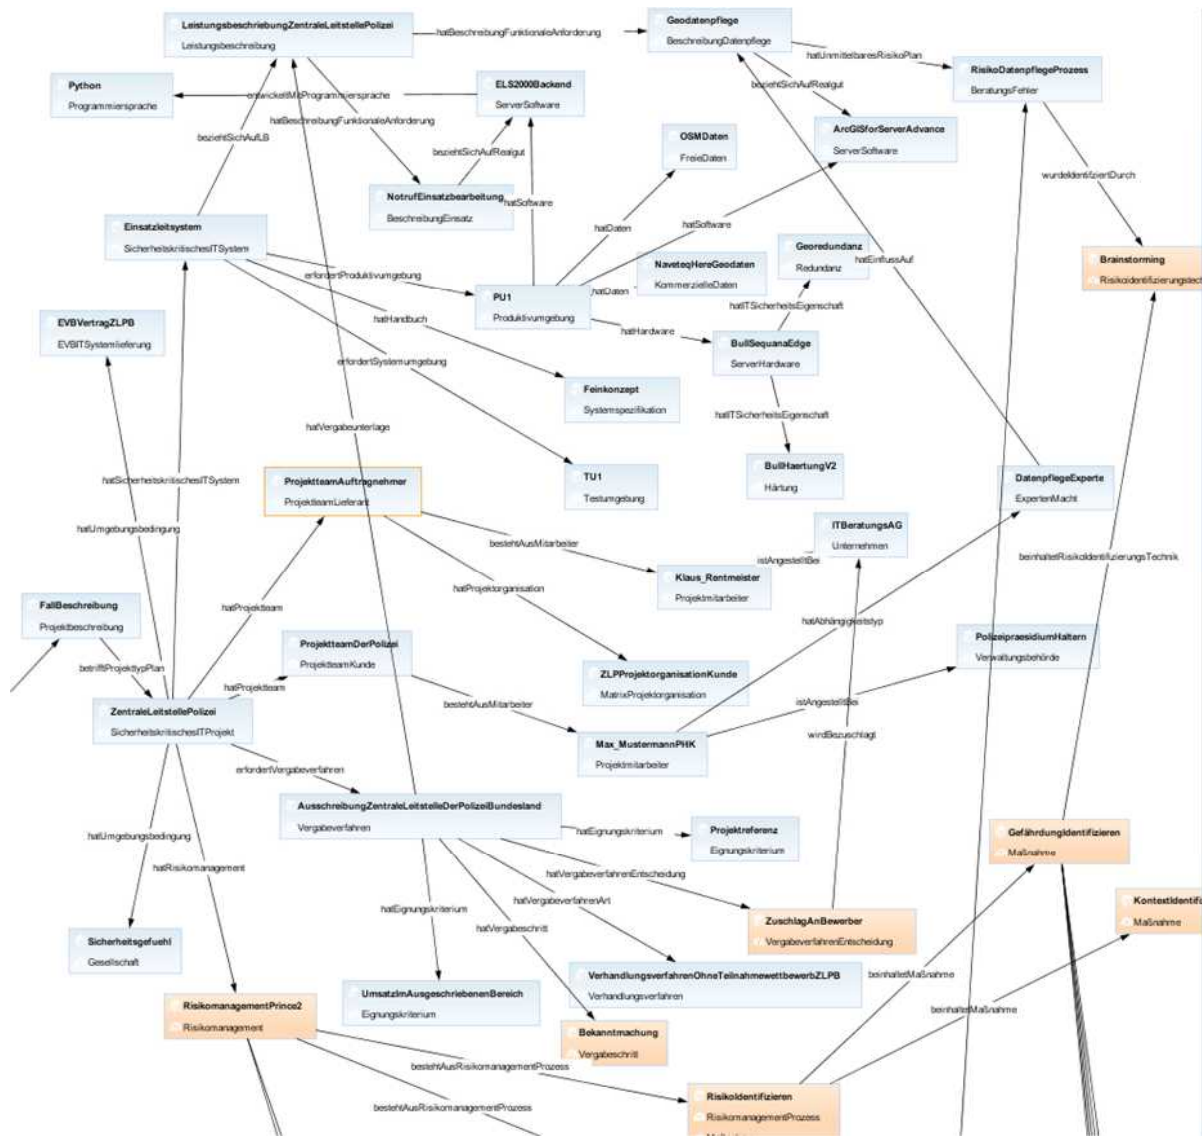 LeistungsbeschriebungZentraleLeitstellePolizei
Leistungsbeschreibung
hatBeschreibungFunktionaleAnforderung
Geodatenpflege
BeschreibungDatenpflege
hatUnmittelbaresRisikoPlan
RisikoDatenpflegeProzess
BeratungsFehler
Python
Programmiersprache
entwickeltMitProgrammiersprache
ELS2000Backend
ServerSoftware
beziehtSichAufRealgut
hatBeschreibungFunktionaleAnforderung
beziehtSichAufLB
beziehtSichAufRealgut
OSMDaten
FreieDaten
ArcGISforServerAdvance
ServerSoftware
wurdeIdentifiziertDurch
NotrufEinsatzbearbeitung
BeschreibungEinsatz
hatSoftware
hatDaten
hatSoftware
Einsatzleitsystem
SicherheitskritischesITSystem
erfordertProduktivumgebung
NaveteqHereGeodaten
KommerzielleDaten
hatDaten
Georedundanz
Redundanz
hatEinflussAuf
Brainstorming
PU1
Produktivumgebung
hatITSicherheitsEigenschaft
hatHandbuch
hatHardware
BullSequanaEdge
ServerHardware
EVBVertragZLPB
EVBITSystemlieferung
erfordertSystemumgebung
Feinkonzept
Systemspezifikation
hatITSicherheitsEigenschaft
hatVergabeunterlage
BullHaertungV2
Härtung
hatSicherheitskritischesITSystem
ProjektteamAuftragnehmer
ProjektteamLieferant
TU1
Testumgebung
DatenpflegeExperte
ExpertenMacht
hatUmgebungsbedingung
bestehtAusMitarbeiter
ITBeratungsAG
Unternehmen
istAngestelltBei
beinhaltetRisikoIdentifizierungsTechnik
Klaus_Rentmeister
Projektmitarbeiter
hatProjektorganisation
FallBeschreibung
Projektbeschreibung
hatProjektteam
hatAbhängigkeitstyp
betrifftProjekttypPlan
ProjektteamDerPolizei
ProjektteamKunde
hatProjektteam
ZLPProjektorganisationKunde
MatrixProjektorganisation
PolizeipraesidiumHaltern
Verwaltungsbehörde
ZentraleLeitstellePolizei
SicherheitskritischesITProjekt
bestehtAusMitarbeiter
istAngestelltBei
wirdBezuschlagt
Max_MustermannPHK
Projektmitarbeiter
erfordertVergabeverfahren
AusschreibungZentraleLeitstelleDerPolizeiBundesland
Vergabeverfahren
hatUmgebungsbedingung
hatRisikomanagement
hatEignungskriterium
Projektreferenz
Eignungskriterium
GefährdungIdentifizieren
Maßnahme
hatVergabeverfahrenEntscheidung
hatVergabeverfahrenArt
hatEignungskriterium
hatVergabeschritt
ZuschlagAnBewerber
VergabeverfahrenEntscheidung
Maßnahme
Sicherheitsgefuehl
Gesellschaft
VerhandlungsverfahrenOhneTeilnahmewettbewerbZLPB
Verhandlungsverfahren
beinhaltetMaßnahme
UmsatzImAusgeschriebenenBereich
Eignungskriterium
RisikomanagementPrince2
Risikomanagement
beinhaltetMaßnahme
Bekanntmachung
Vergabeschritt
bestehtAusRisikomanagementProzess
RisikoIdentifizieren
RisikomanagementProzess
bestehtAusRisikomanagementProzess